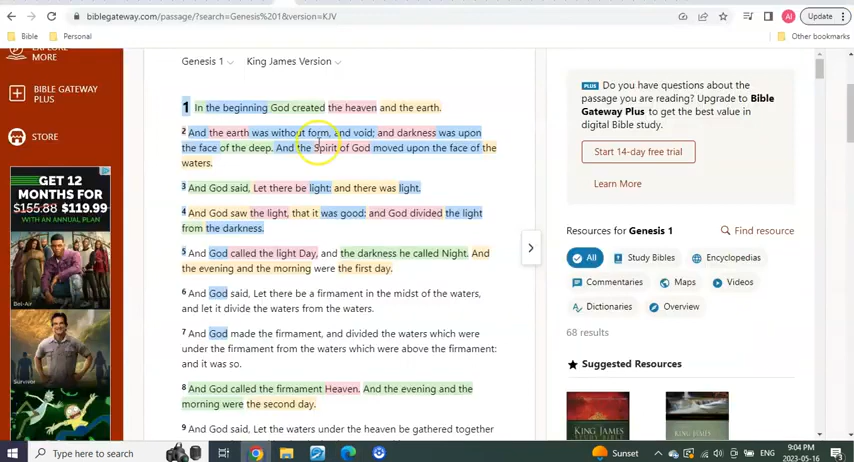 biblegateway.com/passage/?search=Genesis%201&version=KJV
AI
Update
Bible
Personal
Other bookmarks
EXPLORE
MORE
BIBLE GATEWAY
PLUS
STORE
GET 12
MONTHS FOR
$155.88 $119.99
WITH AN ANNUAL PLAN
Bel-Air
Survivor
Genesis 1
King James Version
1 In the beginning God created the heaven and the earth.
2 And the earth was without form, and void; and darkness was upon
the face of the deep. And the Spirit of God moved upon the face of the
waters.
3 And God said, Let there be light: and there was light.
4 And God saw the light, that it was good: and God divided the light
from the darkness.
5 And God called the light Day, and the darkness he called Night. And
the evening and the morning were the first day.
6 And God said, Let there be a firmament in the midst of the waters,
and let it divide the waters from the waters.
7 And God made the firmament, and divided the waters which were
under the firmament from the waters which were above the firmament:
and it was so.
8 And God called the firmament Heaven. And the evening and the
morning were the second day.
9 And God said, Let the waters under the heaven be gathered together
PLUS Do you have questions about the
passage you are reading? Upgrade to Bible
Gateway Plus to get the best value in
digital Bible study.
Start 14-day free trial
Learn More
Resources for Genesis 1
Find resource
All
Study Bibles
Encyclopedias
Commentaries
Maps
Videos
Dictionaries
Overview
68 results
Suggested Resources
KING JAMES
KING JAMES
Type here to search
Sunset
ENG
9:04 PM
2023-05-16